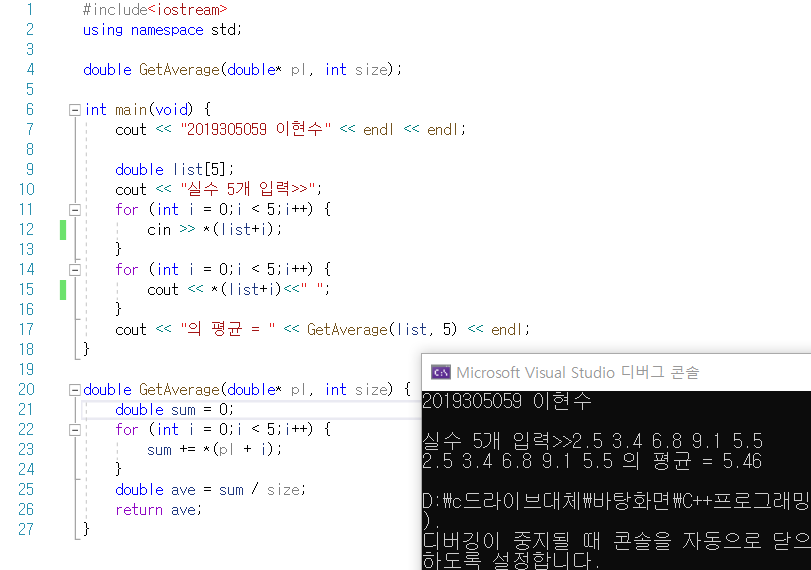 1 #include<iostream>
2 using namespace std;
3
4 double GetAverage(double* pl, int size);
5
6 int main(void) {
7 cout << "2019305059 이현수" << endl << endl;
8
9 double list[5];
10 cout << "실수 5개 입력>>";
11 for (int i = 0;i < 5;i++) {
12 cin >> *(list+i);
13 }
14 for (int i = 0;i < 5;i++) {
15 cout << *(list+i)<<" ";
16 }
17 cout << "의 평균 = " << GetAverage(list, 5) << endl;
18 }
19
20 double GetAverage(double* pl, int size) {
21 double sum = 0;
22 for (int i = 0;i < 5;i++) {
23 sum += *(pl + i);
24 }
25 double ave = sum / size;
26 return ave;
27 }
Microsoft Visual Studio 디버그 콘솔
2019305059 이현수
실수 5개 입력>>2.5 3.4 6.8 9.1 5.5
2.5 3.4 6.8 9.1 5.5 의 평균 = 5.46
D:₩c드라이브대체₩바탕화면₩C++프로그래밍
).
디버깅이 중지될 때 콘솔을 자동으로 닫으
하도록 설정합니다.